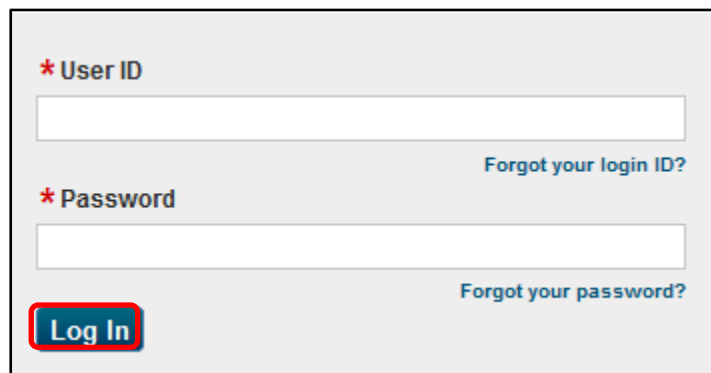 * User ID
Forgot your login ID?
* Password
Forgot your password?
Log In